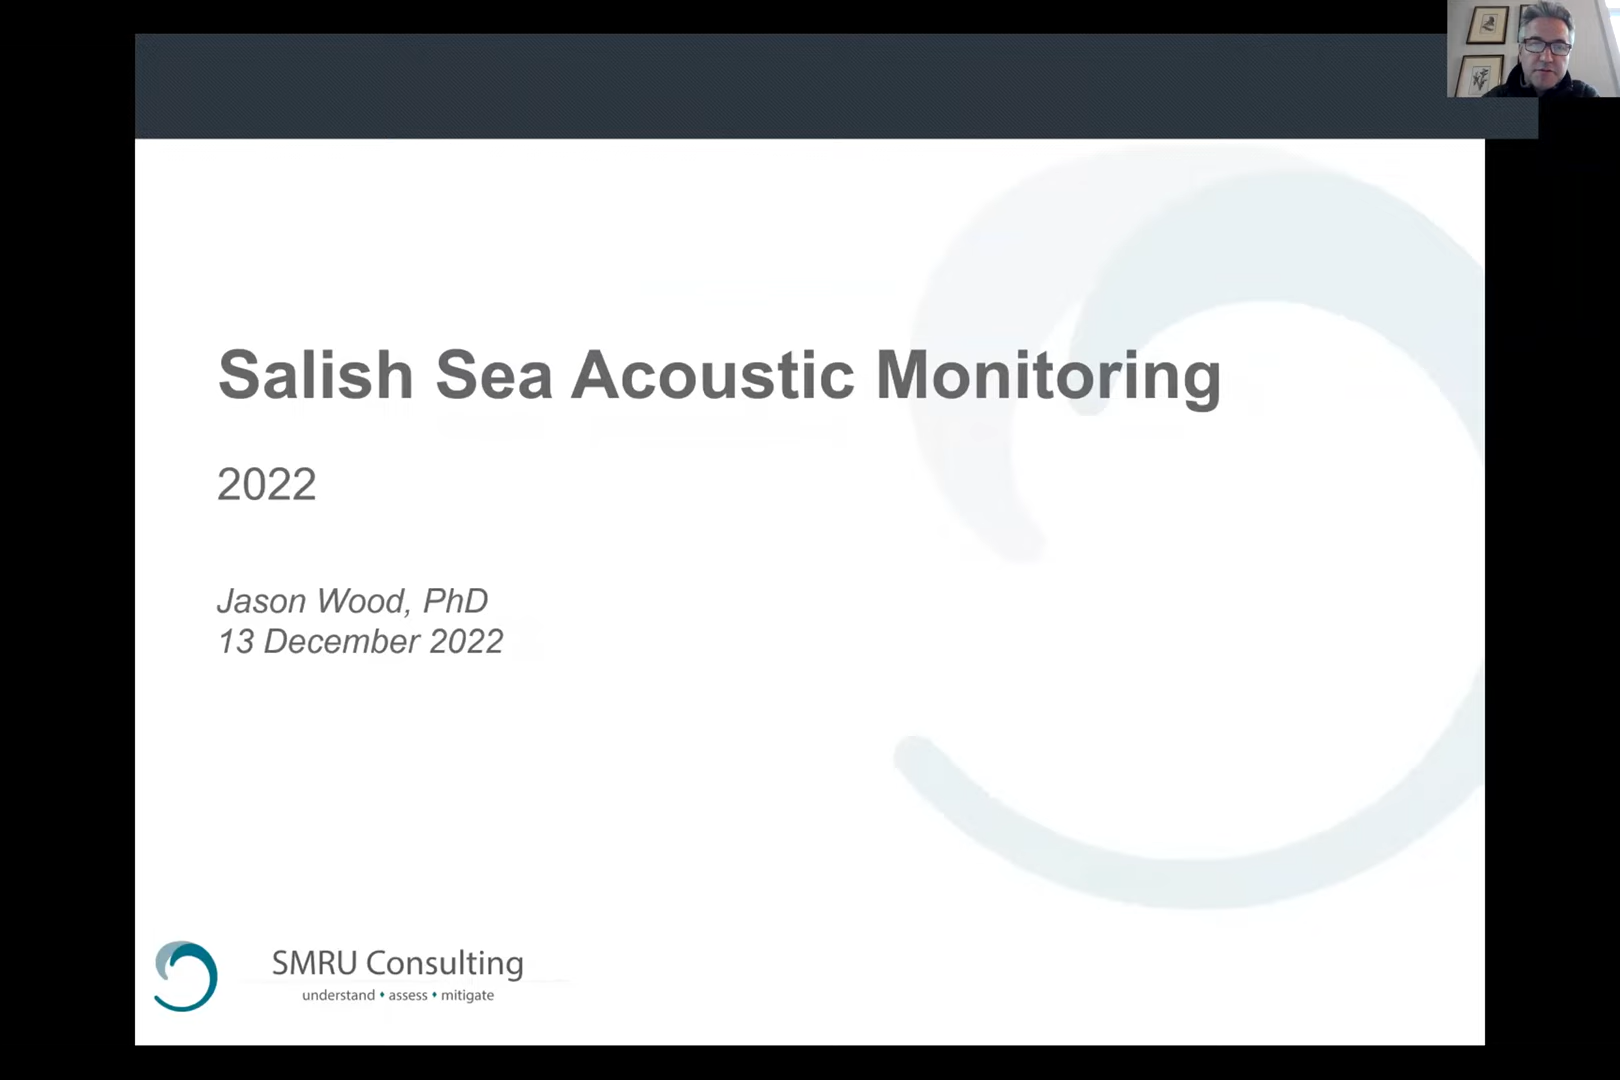 Salish Sea Acoustic Monitoring
2022
Jason Wood, PhD
13 December 2022
SMRU Consulting
understand • assess • mitigate